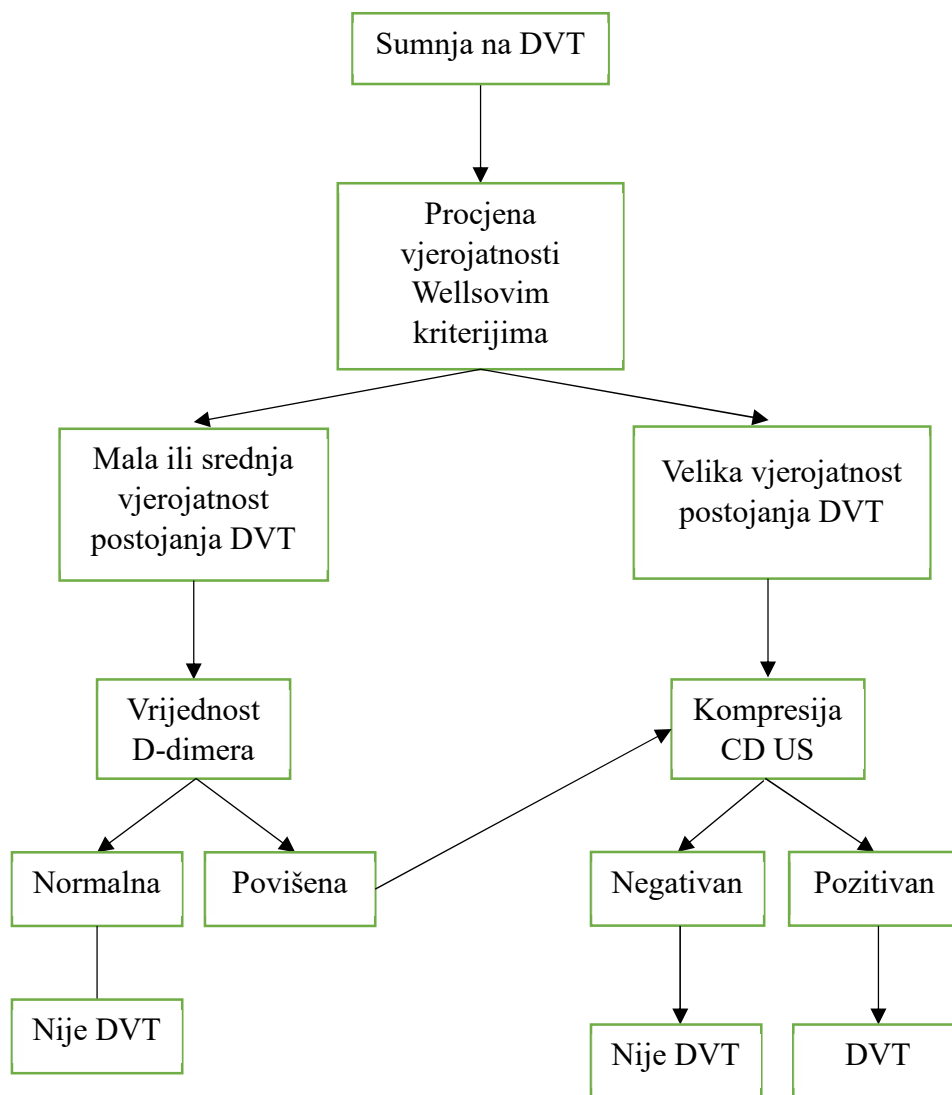 Sumnja na DVT
Procjena
vjerojatnosti
Wellsovim
kriterijima
Mala ili srednja
vjerojatnost
postojanja DVT
Velika vjerojatnost
postojanja DVT
Vrijednost
D-dimera
Kompresija
CD US
Normalna
Povišena
Negativan
Pozitivan
Nije DVT
Nije DVT
DVT